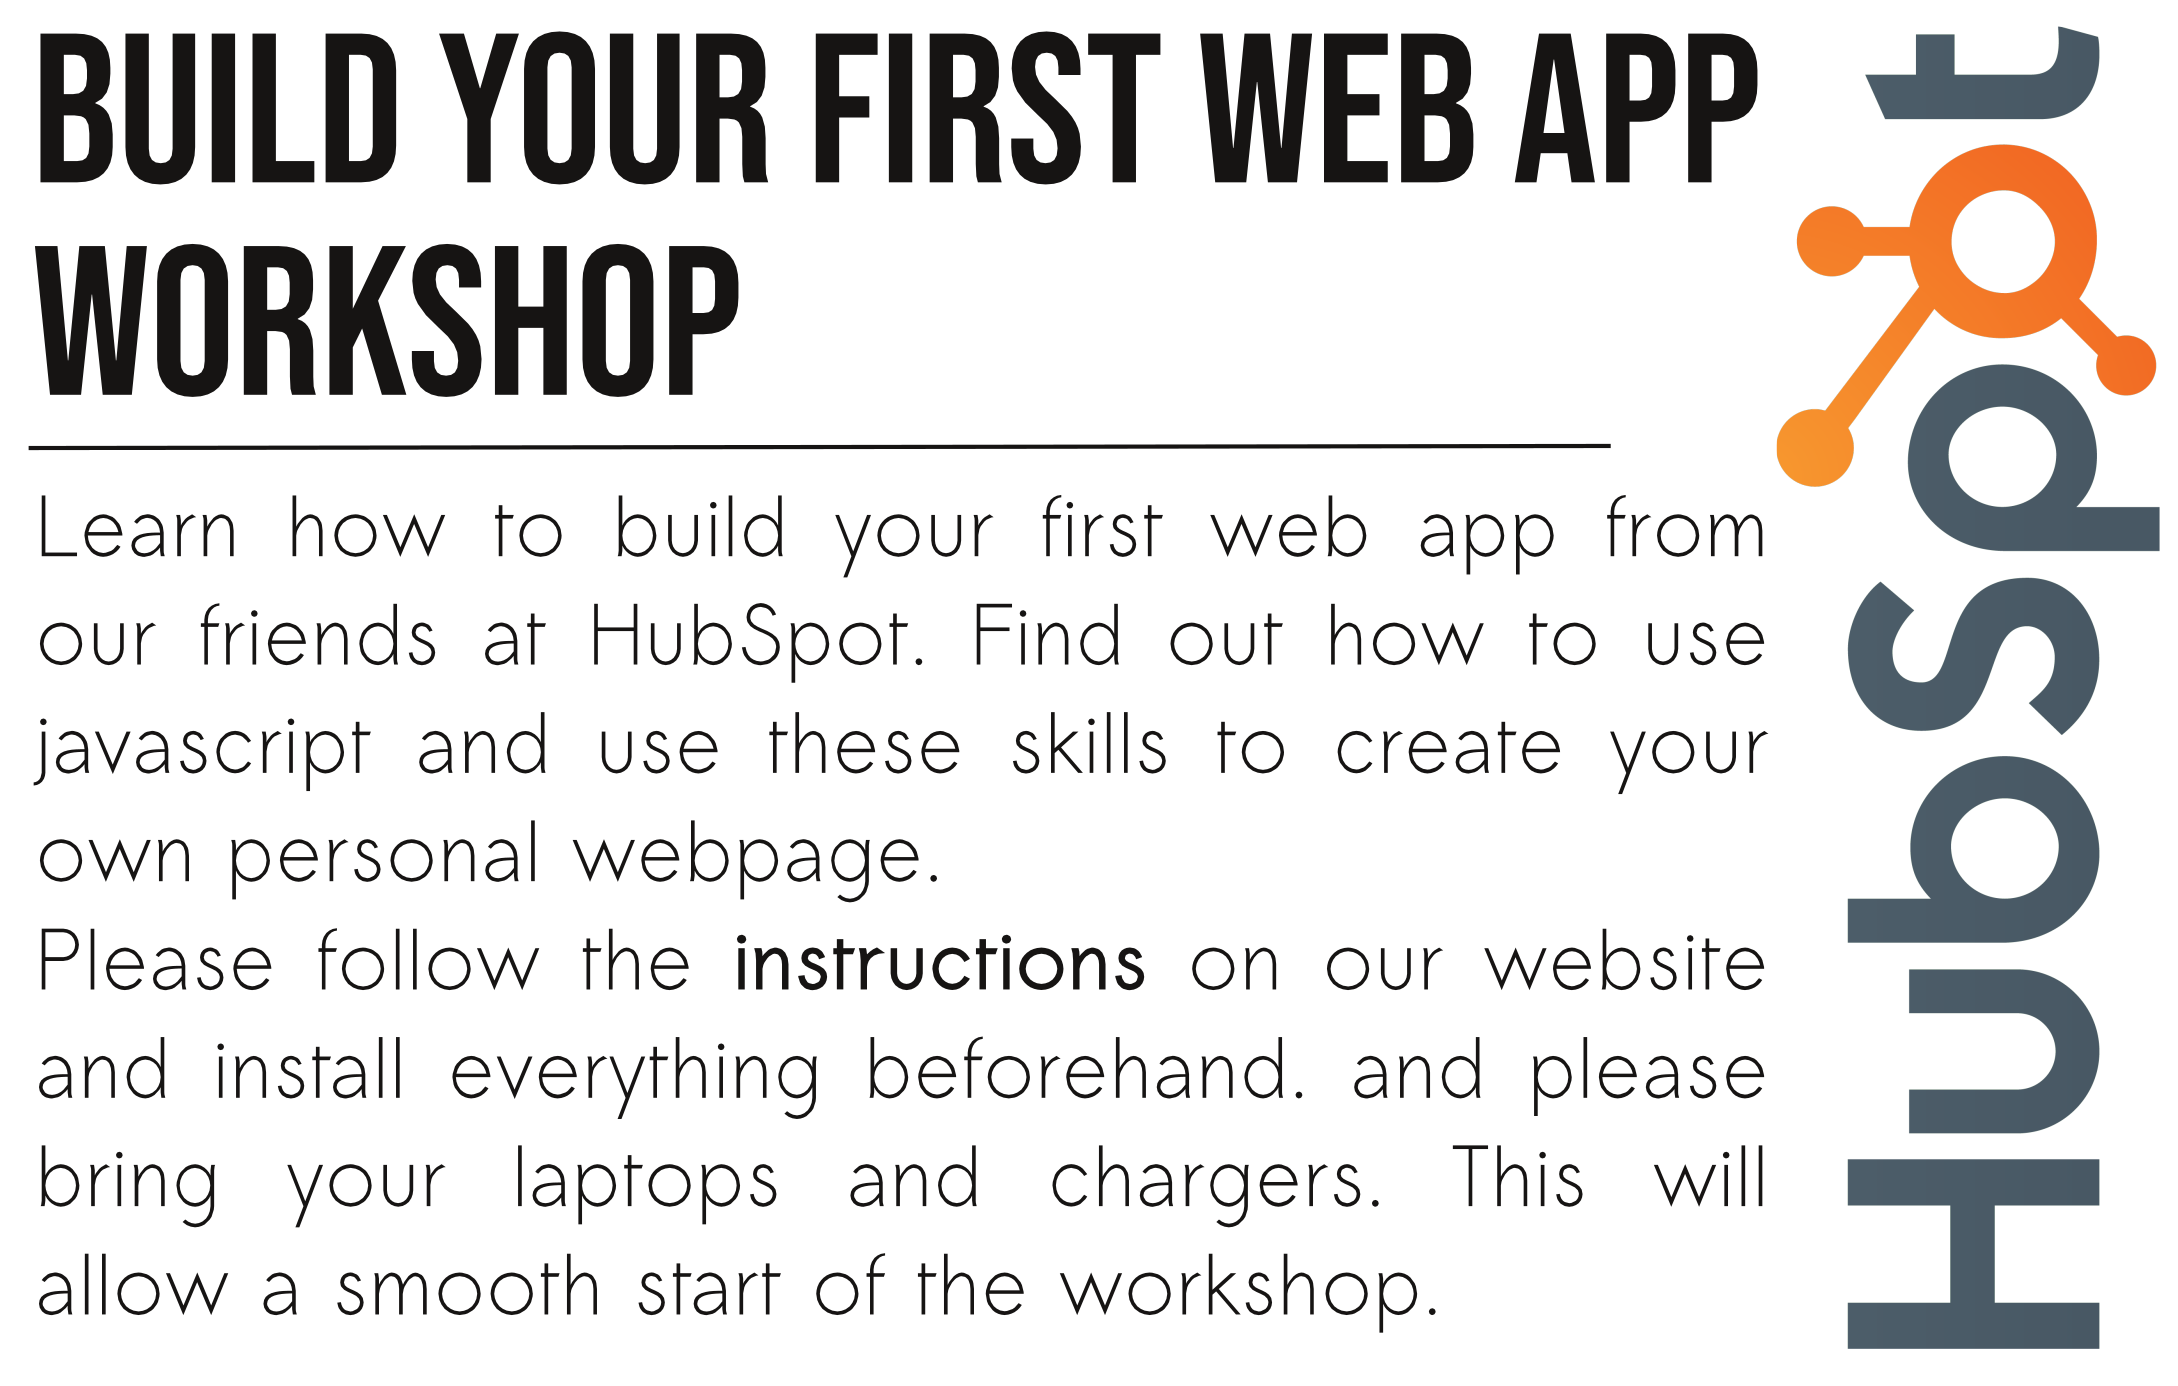 BUILD YOUR FIRST WEB APP
WORKSHOP
Learn how to build your first web app from
our friends at HubSpot. Find out how to use
javascript and use these skills to create your
own personal webpage.
Please follow the instructions on our website
and install everything beforehand. and please
bring your laptops and chargers. This will
allow a smooth start of the workshop.
HubSpot